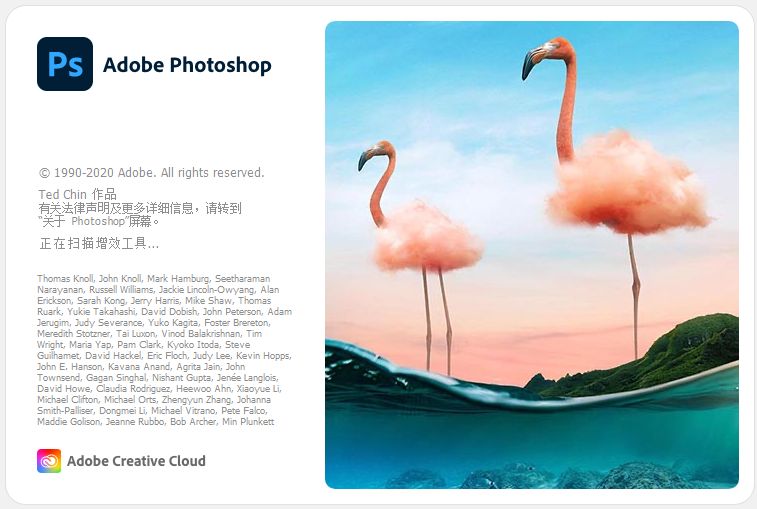 Ps Adobe Photoshop
© 1990-2020 Adobe. All rights reserved.
Ted Chin 作品
有关法律声明及更多详细信息，请转到
“关于 Photoshop”屏幕。
正在扫描增效工具...
Thomas Knoll, John Knoll, Mark Hamburg, Seetharaman
Narayanan, Russell Williams, Jackie Lincoln-Owyang, Alan
Erickson, Sarah Kong, Jerry Harris, Mike Shaw, Thomas
Ruark, Yukie Takahashi, David Dobish, John Peterson, Adam
Jerugim, Judy Severance, Yuko Kagita, Foster Brereton,
Meredith Stotzner, Tai Luxon, Vinod Balakrishnan, Tim
Wright, Maria Yap, Pam Clark, Kyoko Itoda, Steve
Guilhamet, David Hackel, Eric Floch, Judy Lee, Kevin Hopps,
John E. Hanson, Kavana Anand, Agrita Jain, John
Townsend, Gagan Singhal, Nishant Gupta, Jenée Langlois,
David Howe, Claudia Rodriguez, Heewoo Ahn, Xiaoyue Li,
Michael Clifton, Michael Orts, Zhengyun Zhang, Johanna
Smith-Palliser, Dongmei Li, Michael Vitrano, Pete Falco,
Maddie Golison, Jeanne Rubbo, Bob Archer, Min Plunkett
Adobe Creative Cloud